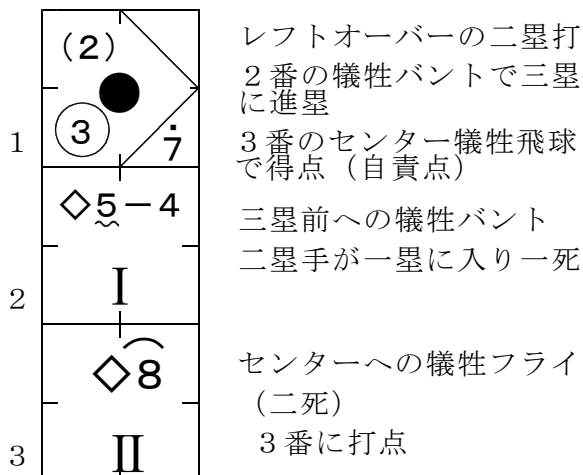 (2)
●
3
7
1
レフトオーバーの二塁打
２番の犠牲バントで三塁
に進塁
３番のセンター犠牲飛球
で得点（自責点）
◇5－4
I
2
三塁前への犠牲バント
二塁手が一塁に入り一死
◇8
II
3
センターへの犠牲フライ
（二死）
３番に打点